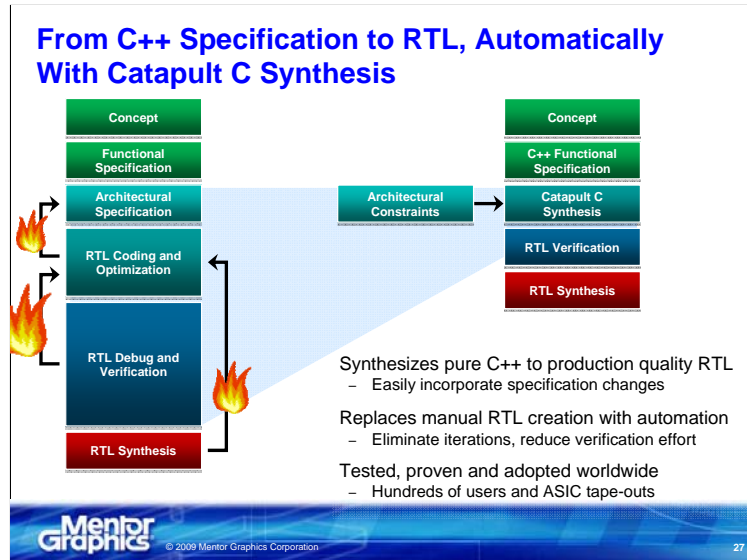 From C++ Specification to RTL, Automatically
With Catapult C Synthesis
Concept
Functional
Specification
Architectural
Specification
RTL Coding and
Optimization
RTL Debug and
Verification
RTL Synthesis
Architectural
Constraints
Concept
C++ Functional
Specification
Catapult C
Synthesis
RTL Verification
RTL Synthesis
Synthesizes pure C++ to production quality RTL
– Easily incorporate specification changes
Replaces manual RTL creation with automation
– Eliminate iterations, reduce verification effort
Tested, proven and adopted worldwide
– Hundreds of users and ASIC tape-outs
Mentor
Graphics
© 2009 Mentor Graphics Corporation
27